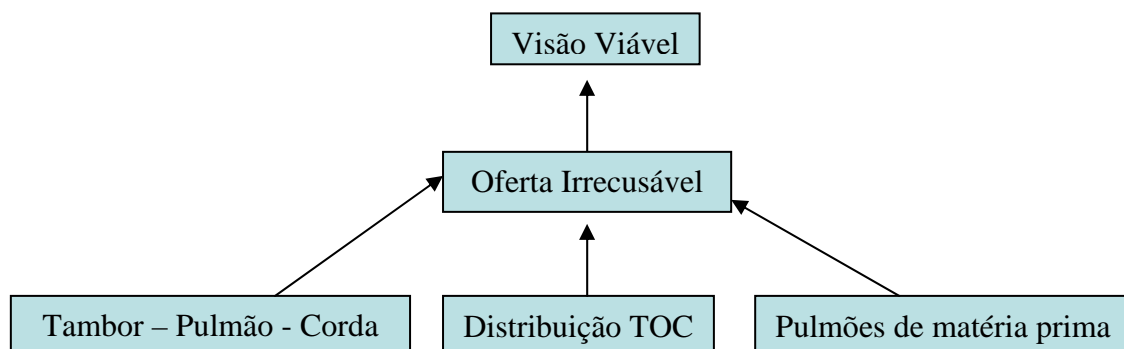 Visão Viável
Oferta Irrecusável
Tambor – Pulmão - Corda
Distribuição TOC
Pulmões de matéria prima